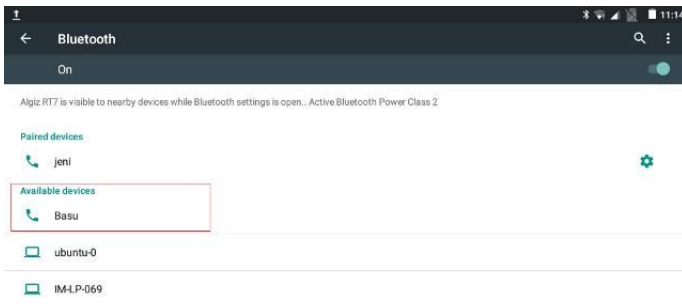 11:14
Bluetooth
On
Algiz RT7 is visible to nearby devices while Bluetooth settings is open.. Active Bluetooth Power Class 2
Paired devices
jeni
Available devices
Basu
ubuntu-0
IM-LP-069